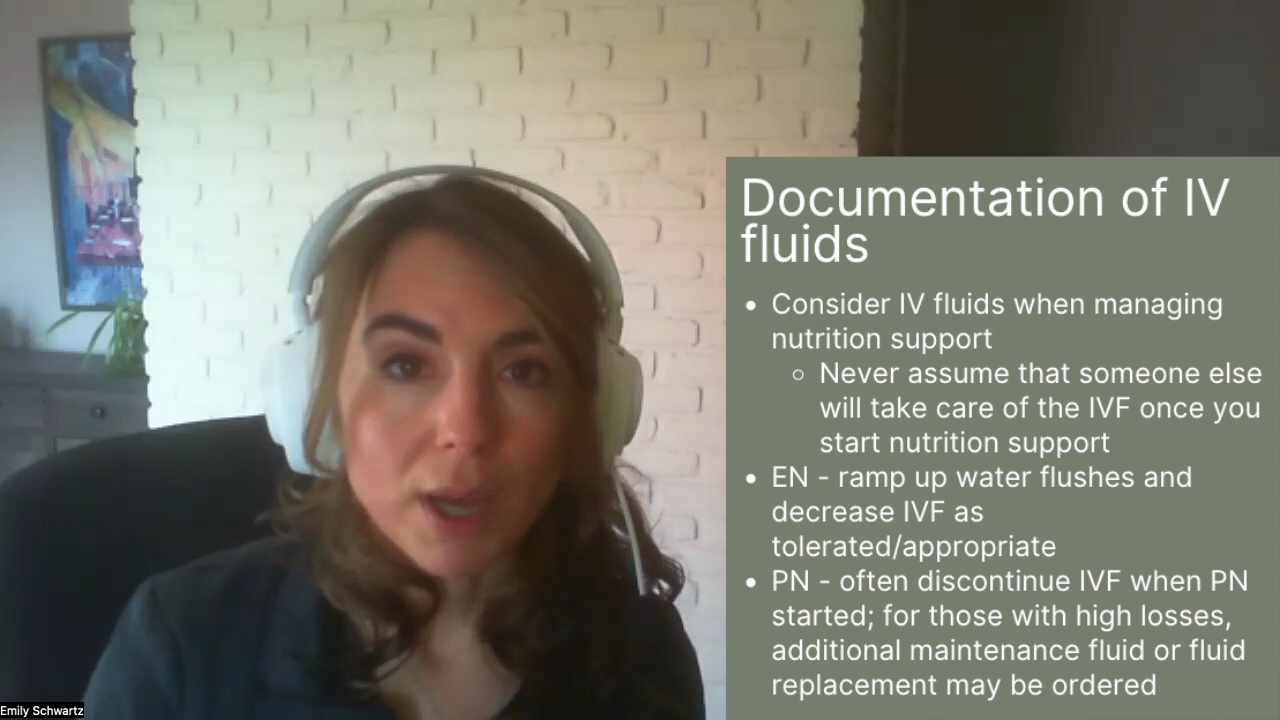 Documentation of IV
fluids
• Consider IV fluids when managing
nutrition support
○ Never assume that someone else
will take care of the IVF once you
start nutrition support
• EN - ramp up water flushes and
decrease IVF as
tolerated/appropriate
• PN - often discontinue IVF when PN
started; for those with high losses,
additional maintenance fluid or fluid
replacement may be ordered
Emily Schwartz